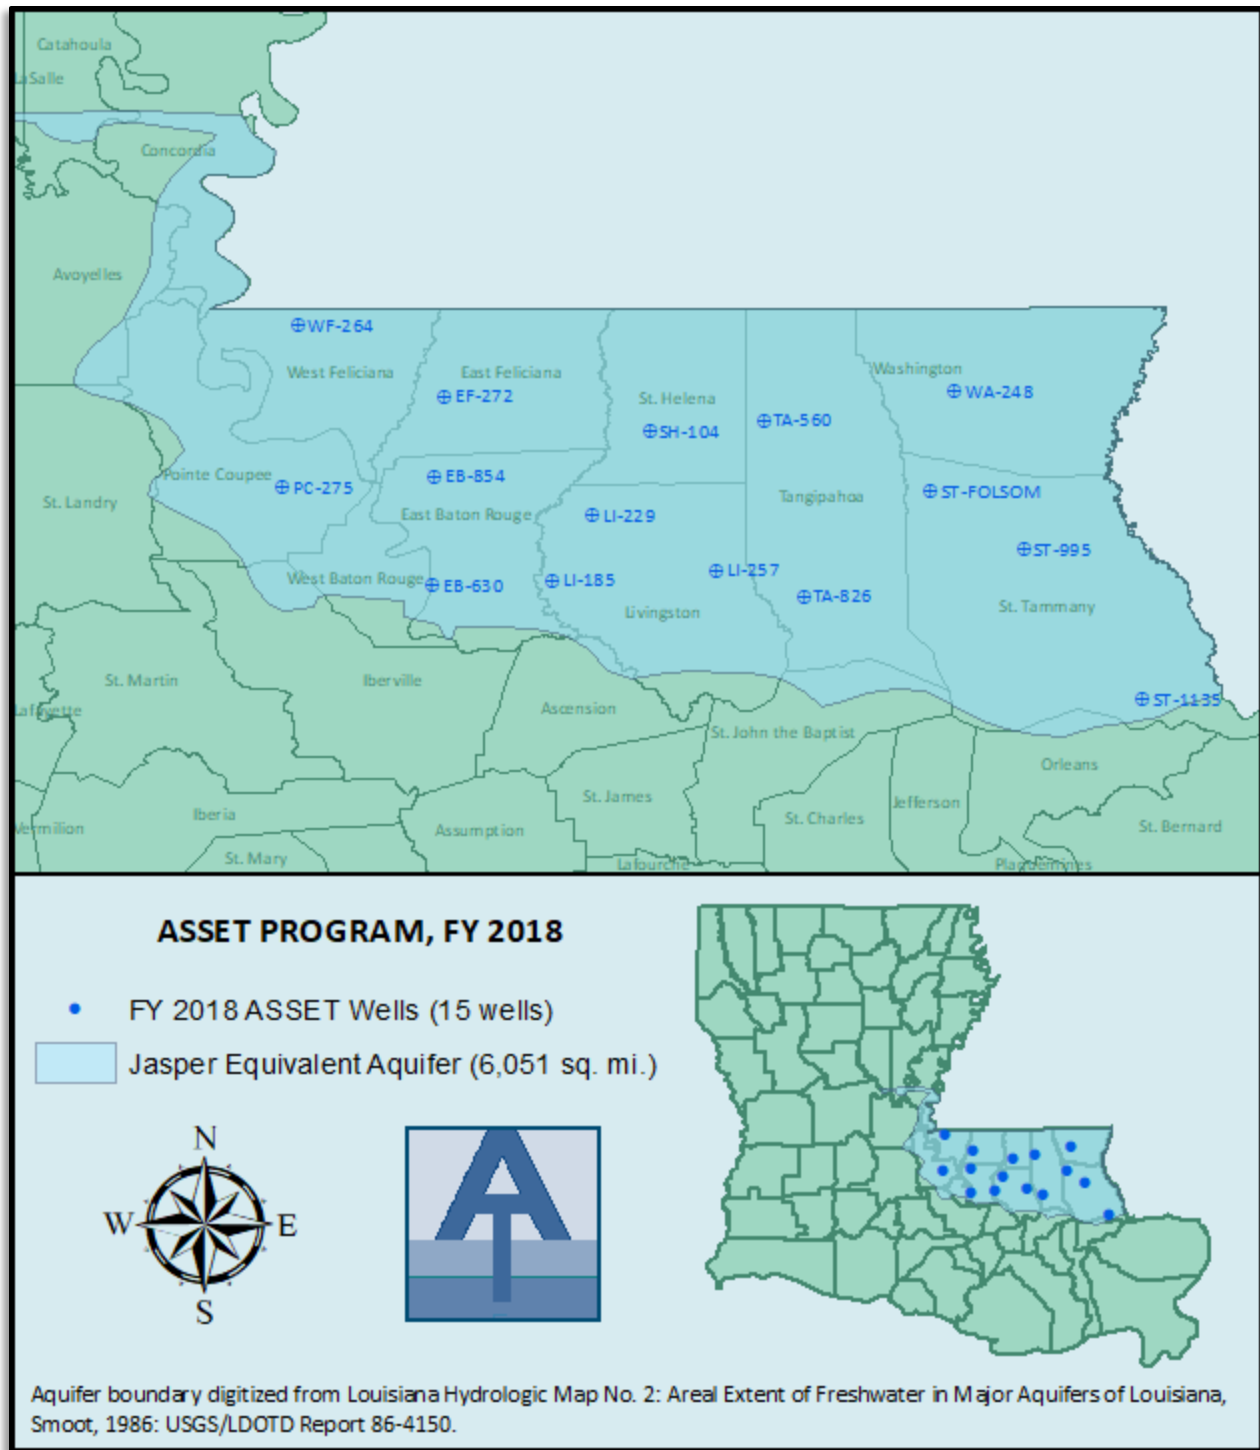 Catahoula
LaSalle
Concordia
Avoyelles
WF-264
West Feliciana
East Feliciana
Washington
EF-272
WA-248
St. Helena
SH-104
TA-560
Pointe Coupee
EB-854
PC-275
ST-FOLSOM
Tangipahoa
St. Landry
East Baton Rouge
LI-229
ST-995
West Baton Rouge
EB-630
LI-185
LI-257
TA-826
Livingston
St. Tammany
St. Martin
Iberville
ST-1135
Lafayette
Ascension
St. John the Baptist
Orleans
St. James
Jefferson
Iberia
St. Charles
Vermilion
Assumption
St. Bernard
St. Mary
Lafourche
Plaquemines
ASSET PROGRAM, FY 2018
FY 2018 ASSET Wells (15 wells)
Jasper Equivalent Aquifer (6,051 sq. mi.)
N
W
E
S
Aquifer boundary digitized from Louisiana Hydrologic Map No. 2: Areal Extent of Freshwater in Major Aquifers of Louisiana,
Smoot, 1986: USGS/LDOTD Report 86-4150.